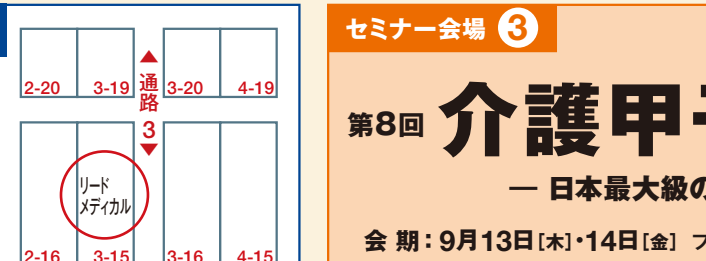 2-20
3-19
通路3
3-20
4-19
リード
メディカル
2-16
3-15
3-16
4-15
セミナー会場 3
第8回 介護甲
― 日本最大級の
会 期：9月13日[木]・14日[金]